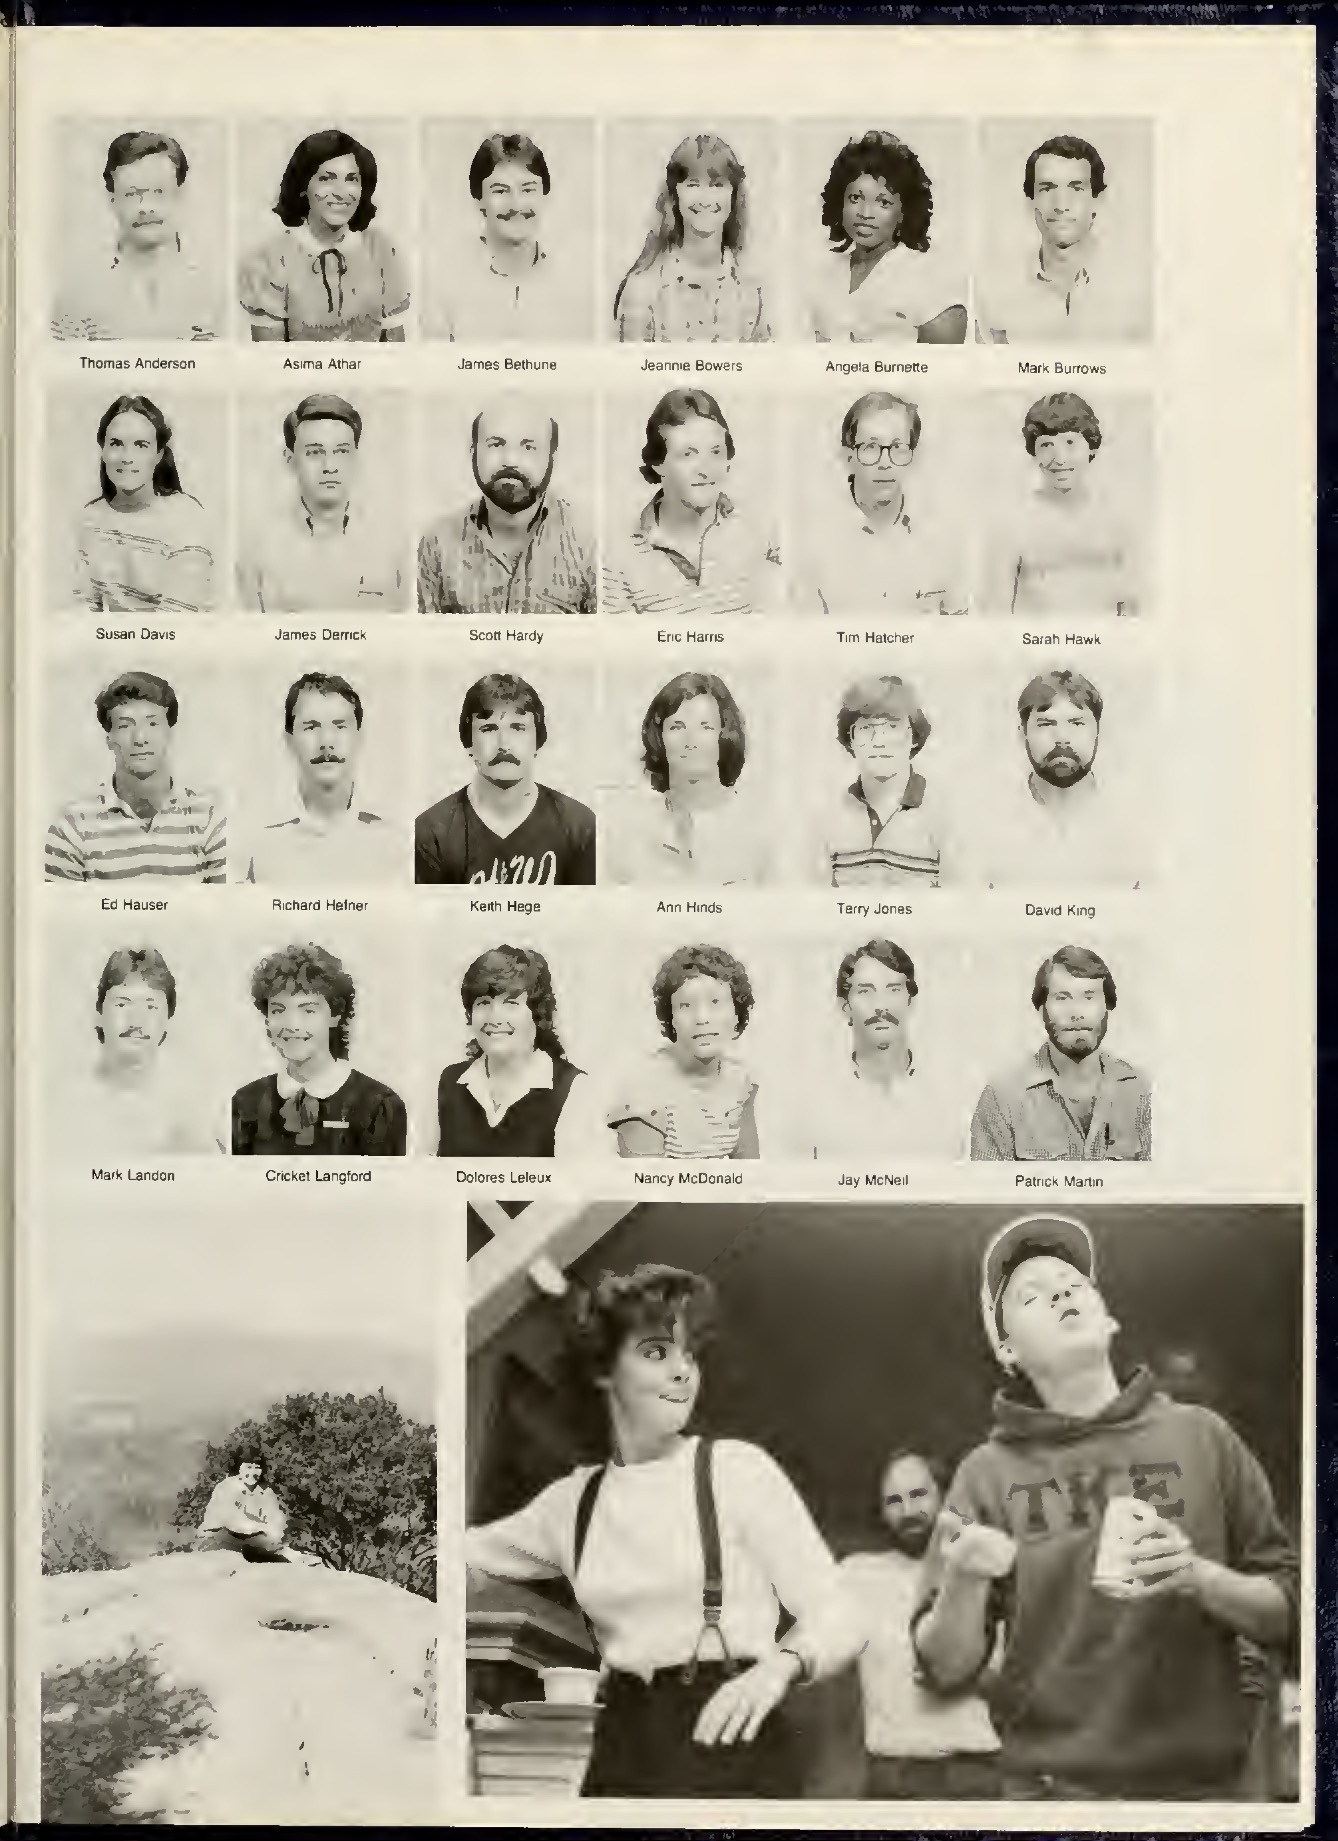 Thomas Anderson
Asima Athar
James Bethune
Jeannie Bowers
Angela Burnette
Mark Burrows
Susan Davis
James Derrick
Scott Hardy
Eric Harris
Tim Hatcher
Sarah Hawk
Ed Hauser
Richard Hefner
Keith Hege
Ann Hinds
Terry Jones
David King
Mark Landon
Cricket Langford
Dolores Leleux
Nancy McDonald
Jay McNeil
Patrick Martin
TKE